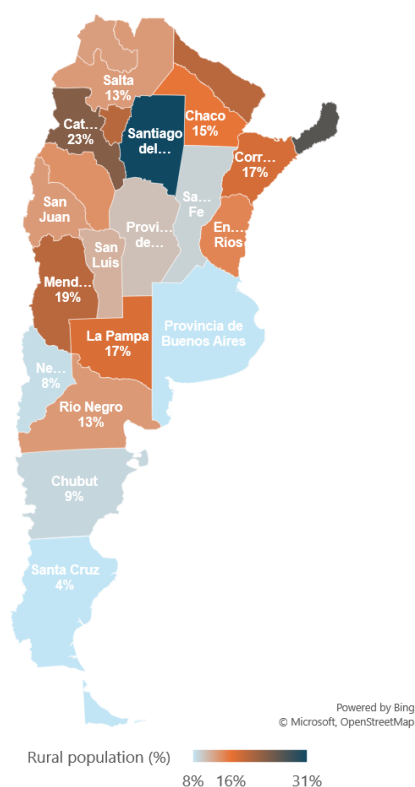 Salta
13%
Cat...
23%
Santiago
del...
Chaco
15%
Corr...
17%
San
Juan
Provi...
de...
Sa...
Fe
En...
Rios
San
Luis
Mend...
19%
La Pampa
17%
Provincia de
Buenos Aires
Ne...
8%
Río Negro
13%
Chubut
9%
Santa Cruz
4%
Powered by Bing
© Microsoft, OpenStreetMap
Rural population (%)
8% 16% 31%